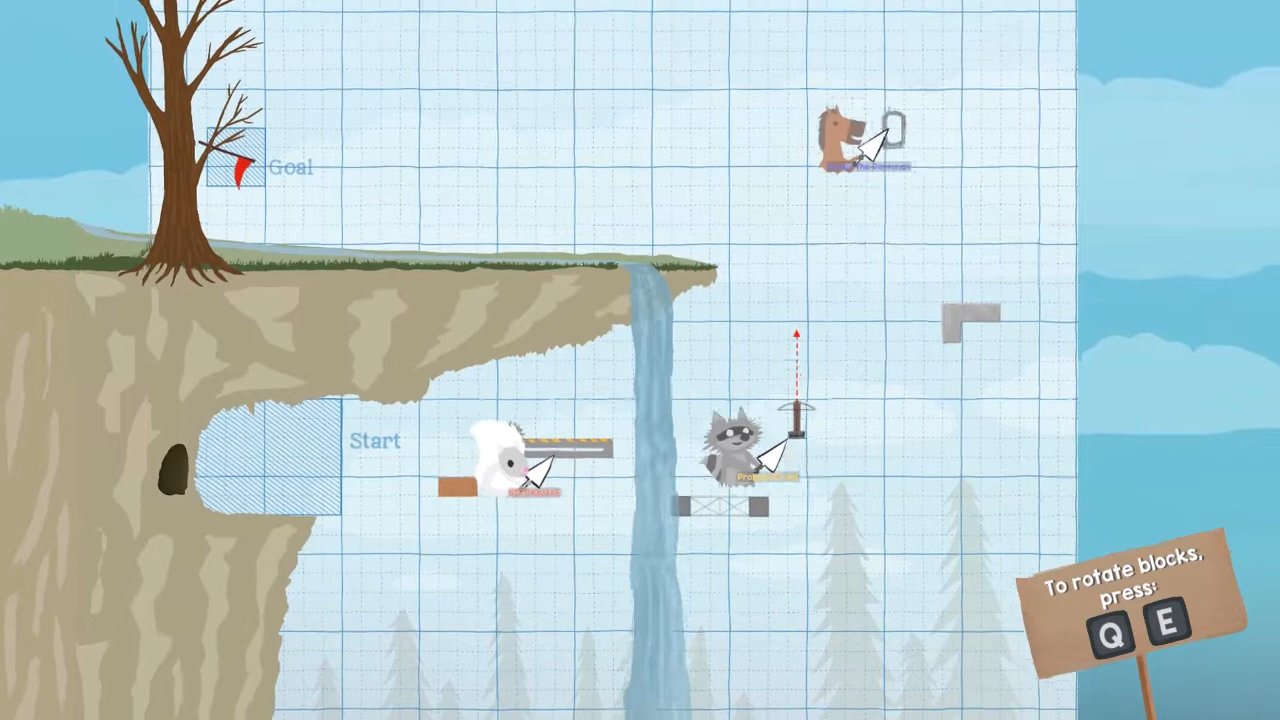 Goal
Start
To rotate blocks,
press:
Q E